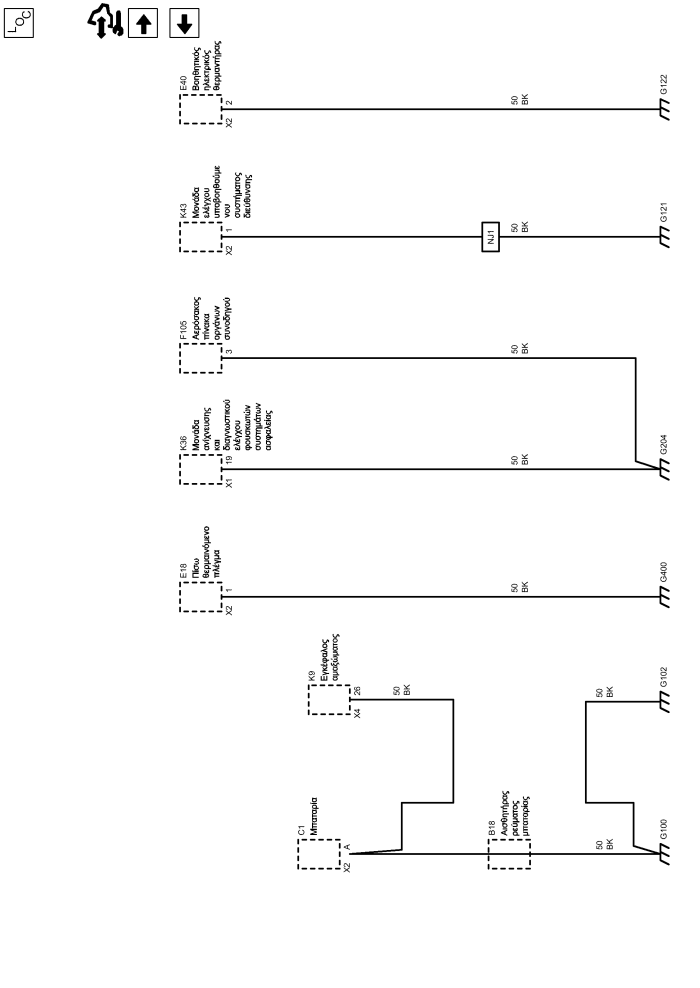 LOC
E40
Βοηθητικός
ηλεκτρικός
θερμαντήρας
X2
2
50
BK
G122
K43
Μονάδα
ελέγχου
υποβοηθούμε
νου
συστήματος
διεύθυνσης
X2
1
NJ1
50
BK
G121
F105
Αερόσακος
πίνακα
οργάνων
συνοδηγού
3
50
BK
K36
Μονάδα
ανίχνευσης
και
διαγνωστικού
ελέγχου
φουσκωτών
συστημάτων
ασφαλείας
X1
19
50
BK
G204
E18
Πίσω
θερμαινόμενο
πλέγμα
X2
1
50
BK
G400
K9
Εγκέφαλος
αμαξώματος
X4
26
50
BK
50
BK
G102
C1
Μπαταρία
X2
A
B18
Αισθητήρας
ρεύματος
μπαταρίας
50
BK
G100